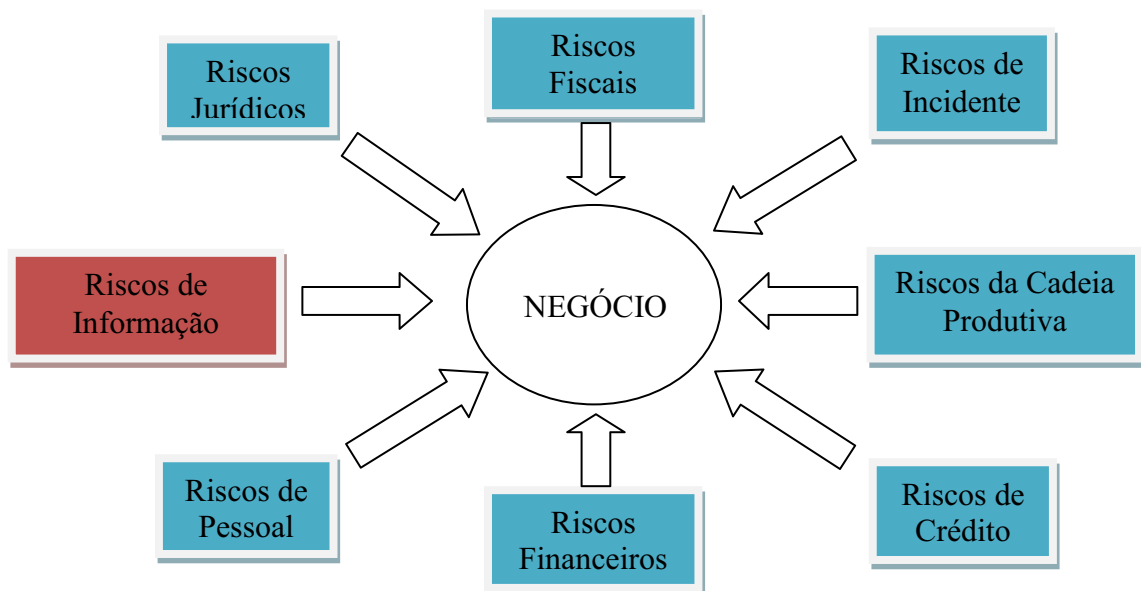 Riscos
Jurídicos
Riscos
Fiscais
Riscos de
Incidente
Riscos de
Informação
NEGÓCIO
Riscos da Cadeia
Produtiva
Riscos de
Pessoal
Riscos
Financeiros
Riscos de
Crédito